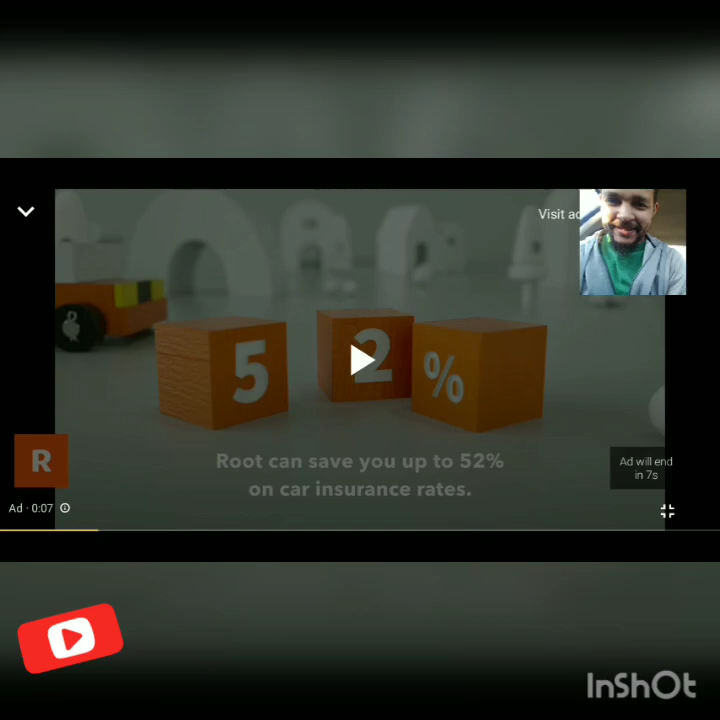 Visit ad
5 2 %
R
Root can save you up to 52%
on car insurance rates.
Ad will end
in 7s
Ad · 0:07
InShOt